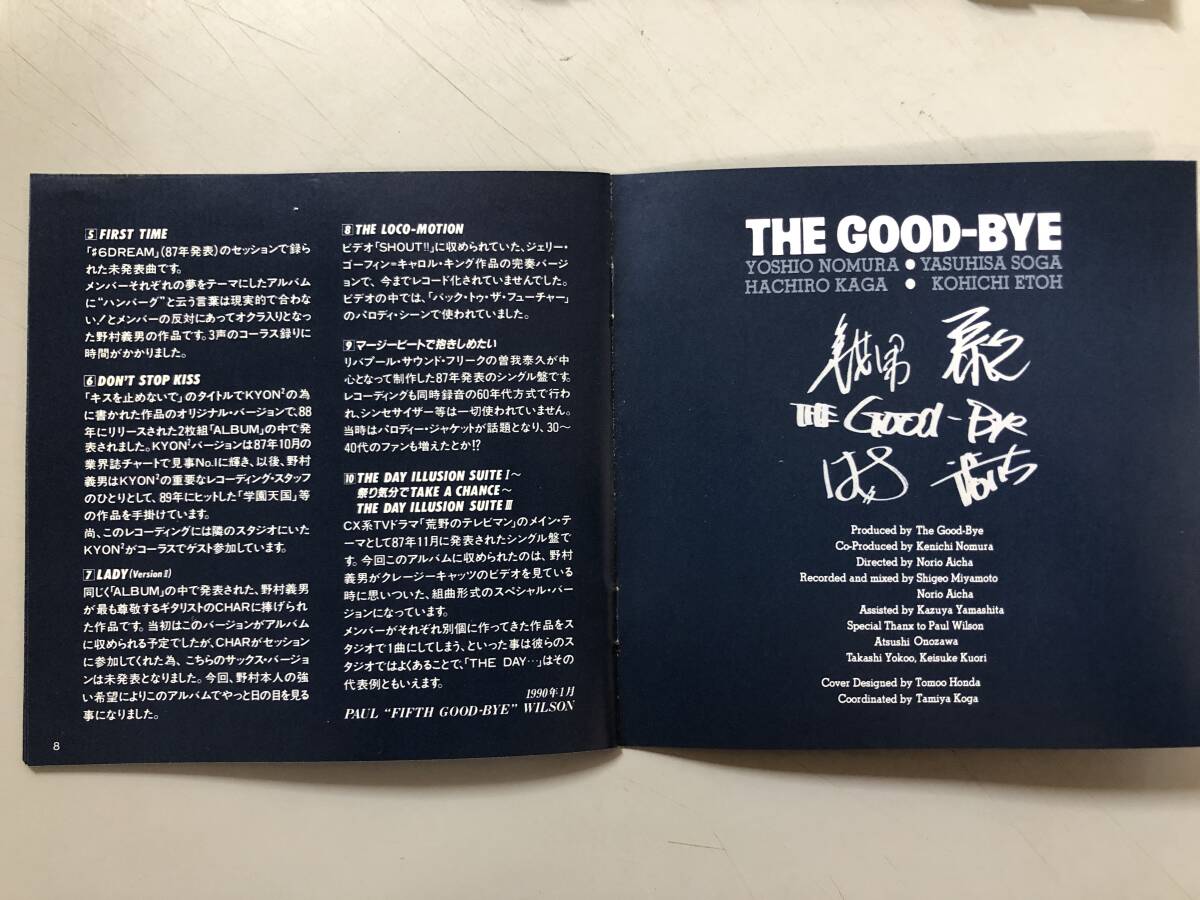 5 FIRST TIME
「♯6DREAM」(87年発表)のセッションで録ら
れた未発表曲です。
メンバーそれぞれの夢をテーマにしたアルバム
に“ハンバーグ”と云う言葉は現実的で合わな
い!とメンバーの反対にあってオクラ入りとなっ
た野村義男の作品です。3声のコーラス録りに
時間がかかりました。
6 DON'T STOP KISS
「キスを止めないで」のタイトルでKYON²の為
に書かれた作品のオリジナル・バージョンで、88
年にリリースされた2枚組「ALBUM」の中で発
表されました。KYON²バージョンは87年10月の
業界誌チャートで見事No.1に輝き、以後、野村
義男はKYON²の重要なレコーディング・スタッフ
のひとりとして、89年にヒットした「学園天国」等
の作品を手掛けています。
尚、このレコーディングには隣のスタジオにいた
KYON²がコーラスでゲスト参加しています。
7 LADY (Version II)
同じく「ALBUM」の中で発表された、野村義男
が最も尊敬するギタリストのCHARに捧げられ
た作品です。当初はこのバージョンがアルバム
に収められる予定でしたが、CHARがセッション
に参加してくれた為、こちらのサックス・バージョ
ンは未発表となりました。今回、野村本人の強
い希望によりこのアルバムでやっと日の目を見る
事になりました。
8
8 THE LOCO-MOTION
ビデオ「SHOUT!!」に収められていた、ジェリー・
ゴーフィン=キャロル・キング作品の完奏バージ
ョンで、今までレコード化されていませんでした。
ビデオの中では、「バック・トゥ・ザ・フューチャー」
のパロディ・シーンで使われていました。
9 マージービートで抱きしめたい
リバプール・サウンド・フリークの曽我泰久が中
心となって制作した87年発表のシングル盤です。
レコーディングも同時録音の60年代方式で行わ
れ、シンセサイザー等は一切使われていません。
当時はパロディー・ジャケットが話題となり、30〜
40代のファンも増えたとか!?
10 THE DAY ILLUSION SUITE I〜
祭り気分でTAKE A CHANCE〜
THE DAY ILLUSION SUITE II
CX系TVドラマ「荒野のテレビマン」のメイン・テ
ーマとして87年11月に発表されたシングル盤で
す。今回このアルバムに収められたのは、野村
義男がクレージーキャッツのビデオを見ている
時に思いついた、組曲形式のスペシャル・バー
ジョンになっています。
メンバーがそれぞれ別個に作ってきた作品をス
タジオで1曲にしてしまう、といった事は彼らのス
タジオではよくあることで、「THE DAY…」はその
代表例ともいえます。
1990年1月
PAUL “FIFTH GOOD-BYE” WILSON
THE GOOD-BYE
YOSHIO NOMURA ● YASUHISA SOGA
HACHIRO KAGA ● KOHICHI ETOH
義男 泰久
THE GOOD-BYE
はち
Produced by The Good-Bye
Co-Produced by Kenichi Nomura
Directed by Norio Aicha
Recorded and mixed by Shigeo Miyamoto
Norio Aicha
Assisted by Kazuya Yamashita
Special Thanx to Paul Wilson
Atsushi Onozawa
Takashi Yokoo, Keisuke Kuori
Cover Designed by Tomoo Honda
Coordinated by Tamiya Koga